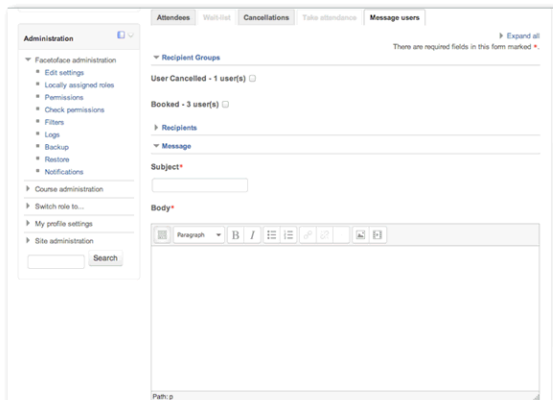 Attendees Wait-list Cancellations Take attendance Message users
Administration
Expand all
There are required fields in this form marked *.
Facetoface administration
Edit settings
Locally assigned roles
Permissions
Check permissions
Filters
Logs
Backup
Restore
Notifications
Course administration
Switch role to...
My profile settings
Site administration
Search
Recipient Groups
User Cancelled - 1 user(s)
Booked - 3 user(s)
Recipients
Message
Subject*
Body*
Paragraph B I
Path: p